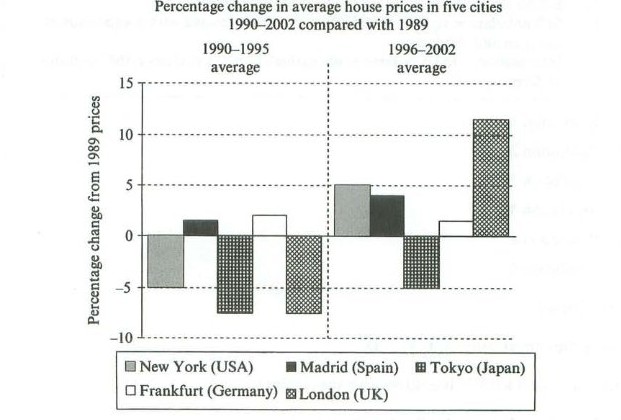 Percentage change in average house prices in five cities
1990–2002 compared with 1989
1990–1995
average
1996–2002
average
Percentage change from 1989 prices
15
10
5
0
–5
–10
New York (USA) Madrid (Spain) Tokyo (Japan)
Frankfurt (Germany) London (UK)